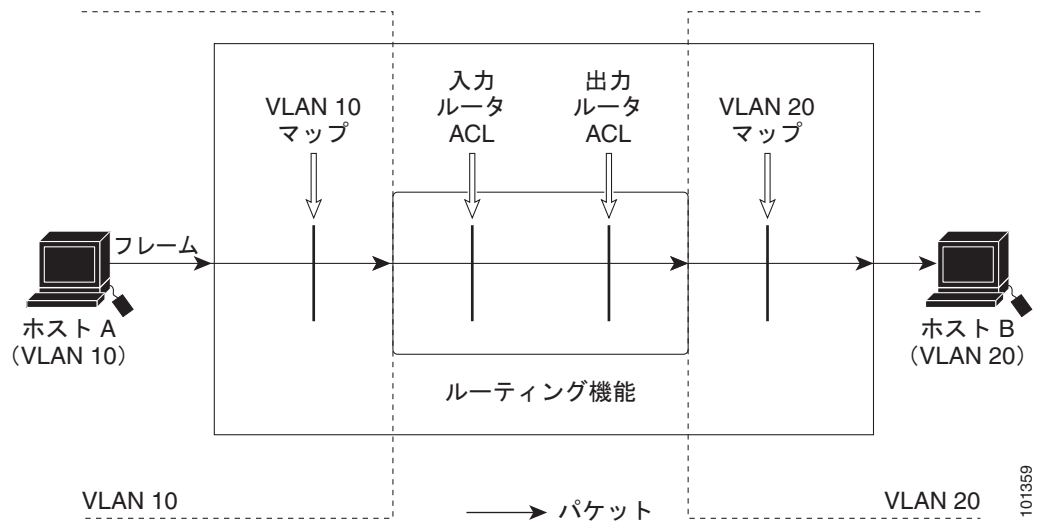 VLAN 10
マップ
入力
ルータ
ACL
出力
ルータ
ACL
VLAN 20
マップ
フレーム
ホスト A
（VLAN 10）
ホスト B
（VLAN 20）
ルーティング機能
VLAN 10
パケット
VLAN 20
101359